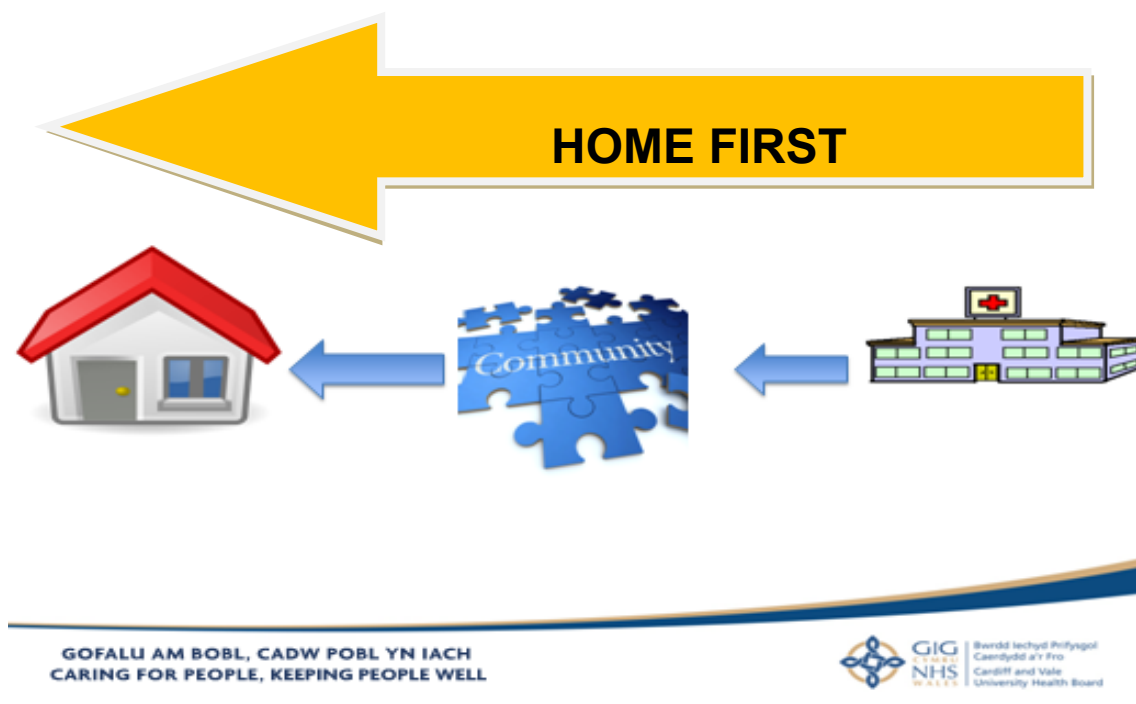 HOME FIRST
Community
GOFALU AM BOBL, CADW POBL YN IACH
CARING FOR PEOPLE, KEEPING PEOPLE WELL
GIG
CYMRU
NHS
WALES
Bwrdd Iechyd Prifysgol
Caerdydd a'r Fro
Cardiff and Vale
University Health Board